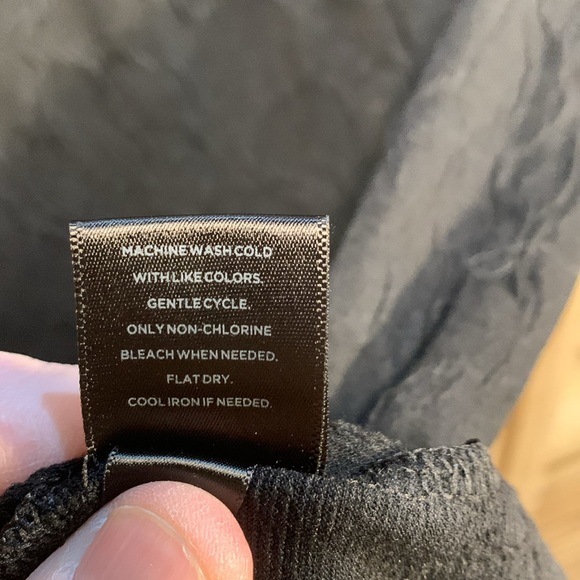 MACHINE WASH COLD
WITH LIKE COLORS.
GENTLE CYCLE.
ONLY NON-CHLORINE
BLEACH WHEN NEEDED.
FLAT DRY.
COOL IRON IF NEEDED.